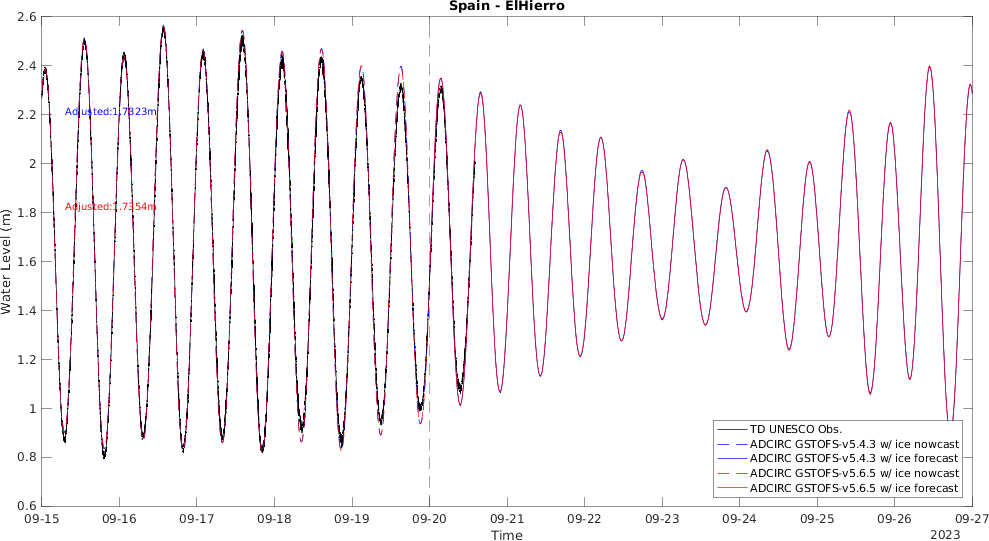 Spain - ElHierro
2.6
2.4
2.2
2
1.8
1.6
1.4
1.2
1
0.8
0.6
Water Level (m)
Adjusted:1.7323m
Adjusted:1.7354m
TD UNESCO Obs.
ADCIRC GSTOFS-v5.4.3 w/ ice nowcast
ADCIRC GSTOFS-v5.4.3 w/ ice forecast
ADCIRC GSTOFS-v5.6.5 w/ ice nowcast
ADCIRC GSTOFS-v5.6.5 w/ ice forecast
09-15 09-16 09-17 09-18 09-19 09-20 09-21 09-22 09-23 09-24 09-25 09-26 09-27
Time
2023